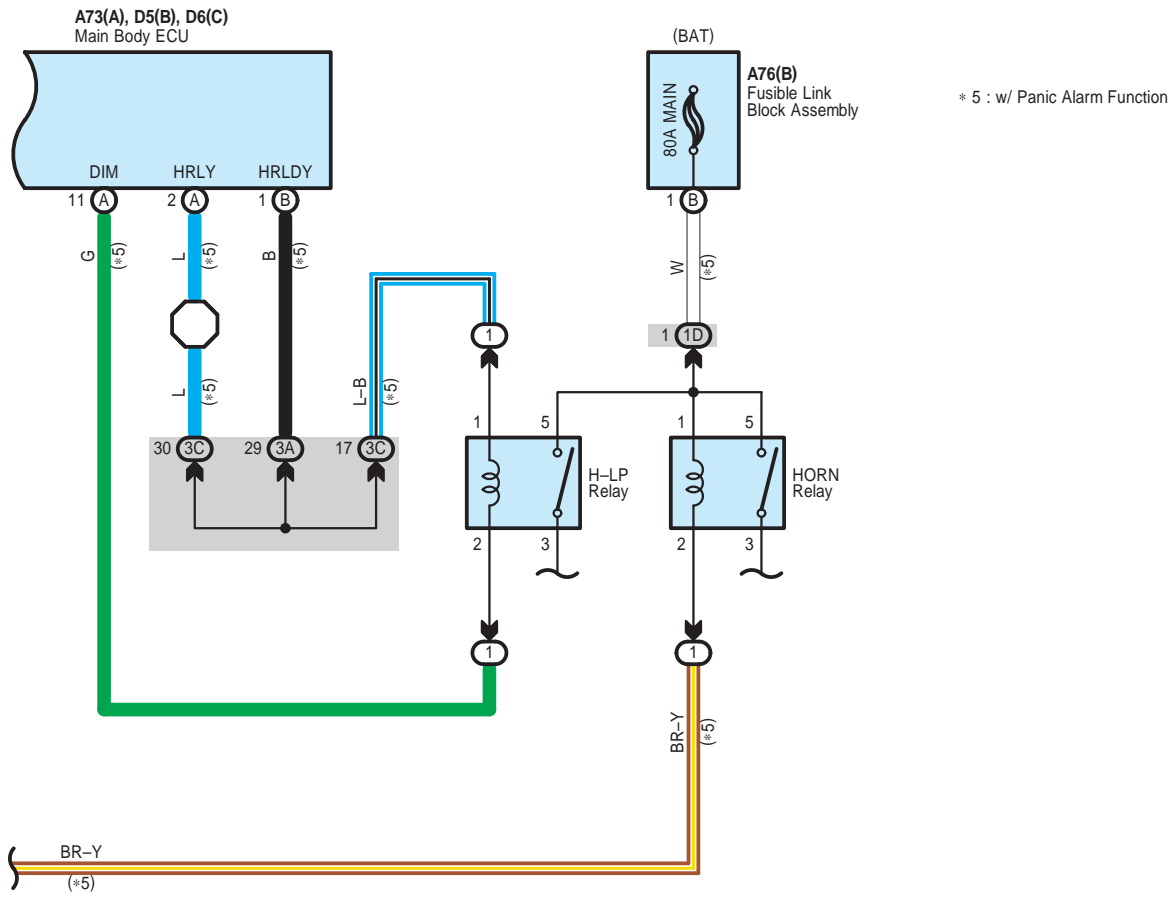 A73(A), D5(B), D6(C)
Main Body ECU
(BAT)
A76(B)
Fusible Link
Block Assembly
80A MAIN
* 5 : w/ Panic Alarm Function
DIM
HRLY
HRLDY
11 A
2 A
1 B
1 B
G
(*5)
L
(*5)
B
(*5)
W
(*5)
1
1 1D
L
(*5)
L–B
(*5)
30 3C
29 3A
17 3C
1
5
1
5
H–LP
Relay
HORN
Relay
2
3
2
3
1
1
BR–Y
(*5)
BR–Y
(*5)